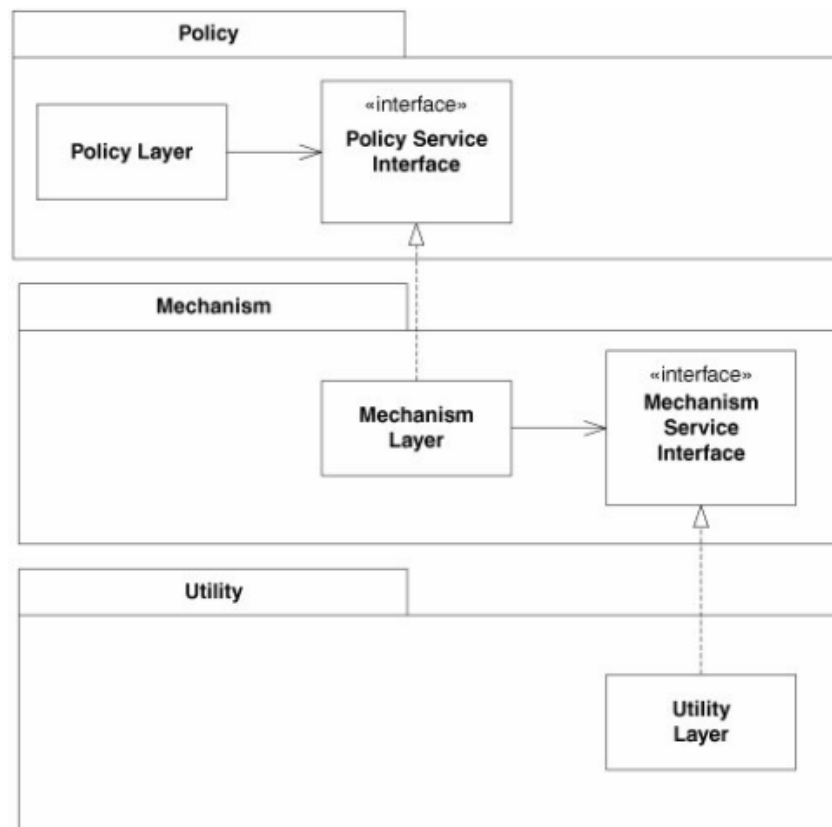 Policy
Policy Layer
«interface»
Policy Service
Interface
Mechanism
Mechanism
Layer
«interface»
Mechanism
Service
Interface
Utility
Utility
Layer